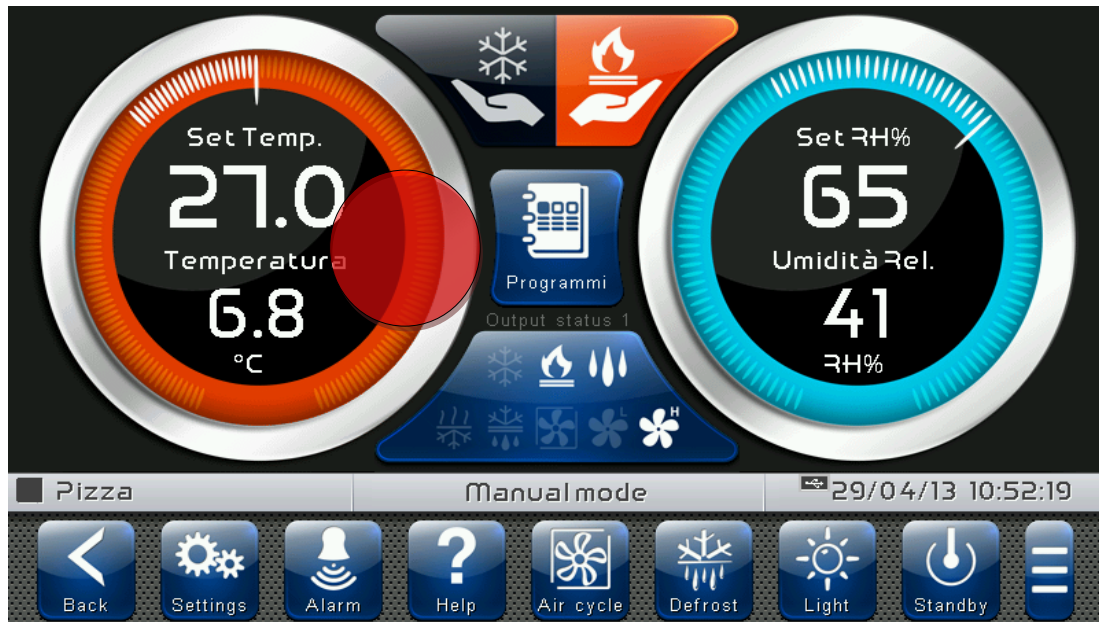 Set Temp.
27.0
Temperatura
6.8
°C
Programmi
Output status 1
L
H
Set RH%
65
Umidità Rel.
41
RH%
Pizza
Manual mode
29/04/13 10:52:19
Back
Settings
Alarm
?
Help
Air cycle
Defrost
Light
Standby